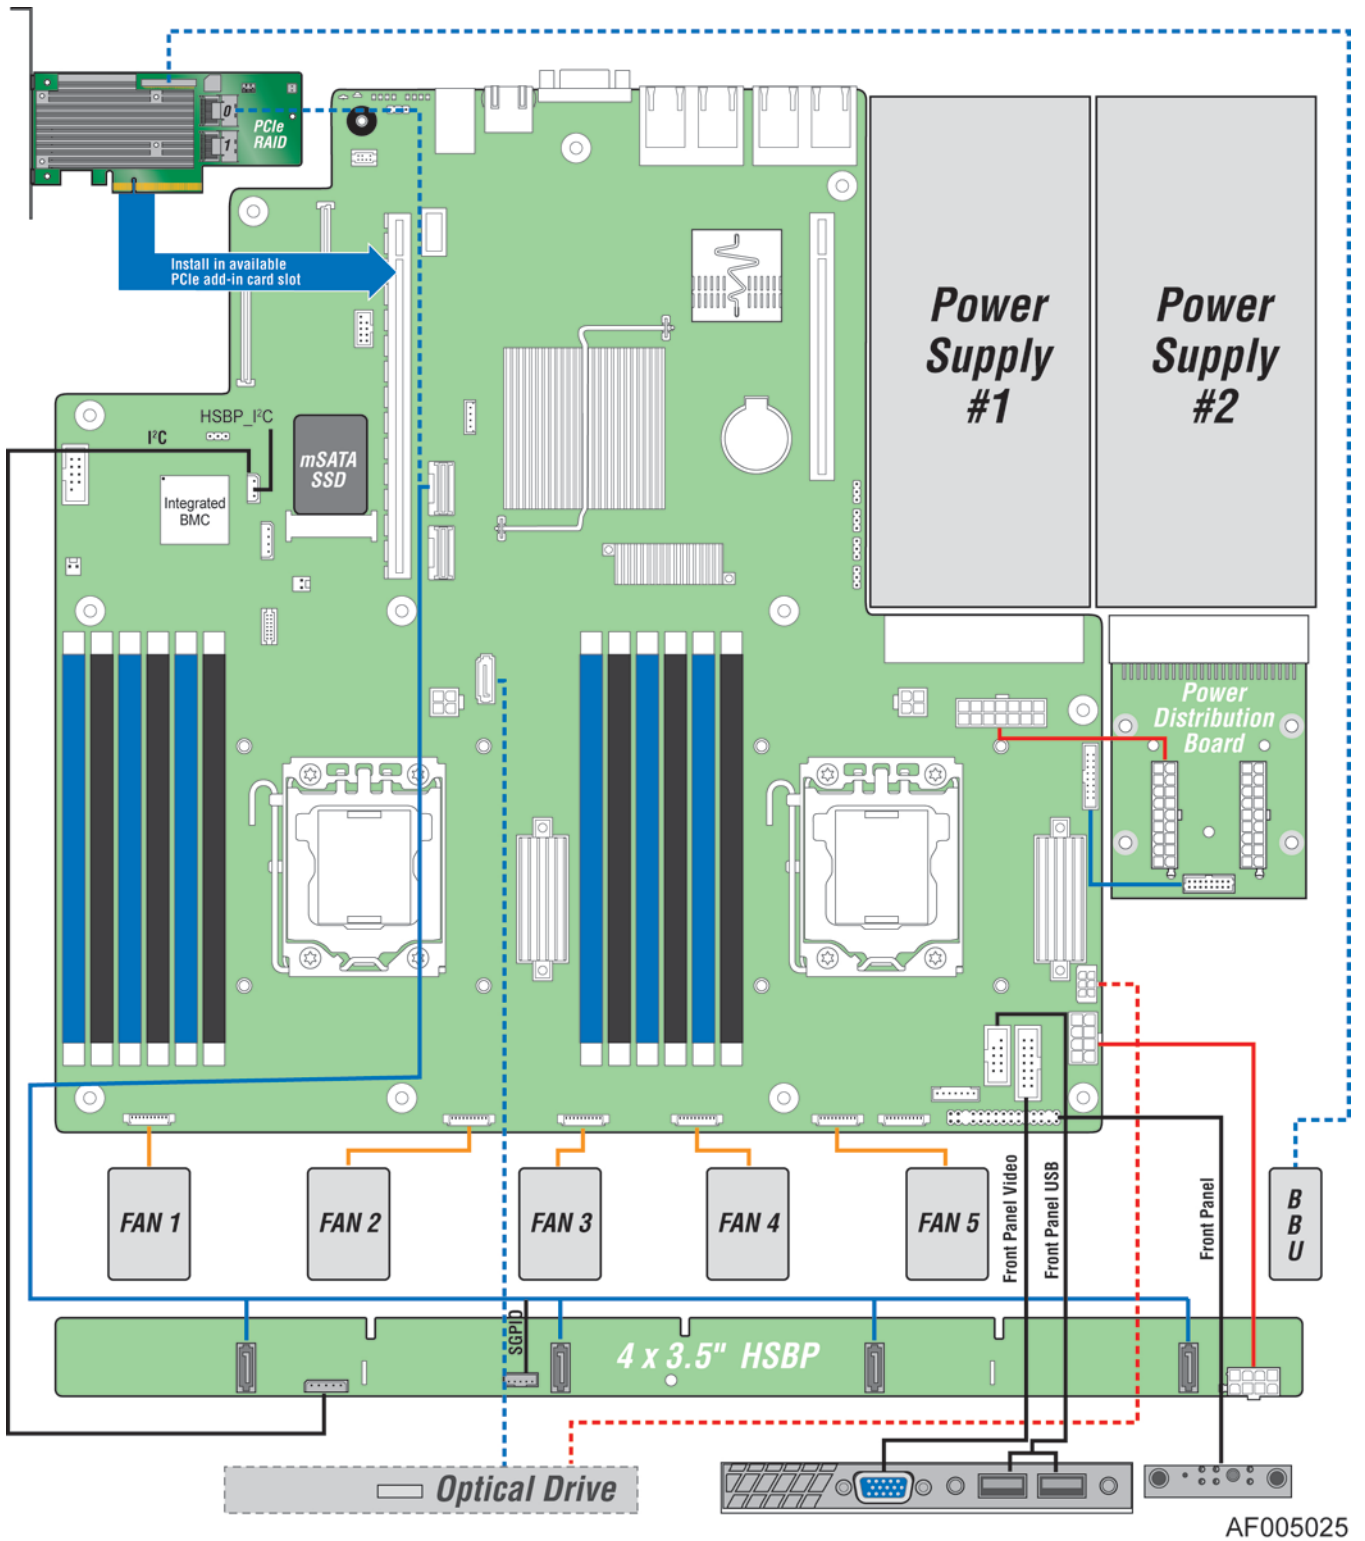 0
PCIe
RAID
1
Install in available
PCIe add-in card slot
Power
Supply
#1
Power
Supply
#2
HSBP_I²C
I²C
mSATA
SSD
Integrated
BMC
Power
Distribution
Board
FAN 1
FAN 2
FAN 3
FAN 4
FAN 5
Front Panel Video
Front Panel USB
Front Panel
B
B
U
SGPIO
4 x 3.5" HSBP
Optical Drive
AF005025